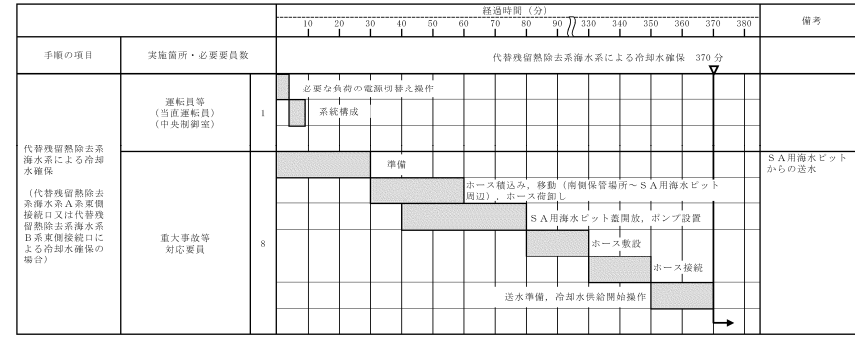 経過時間（分）
備考
10 20 30 40 50 60 70 80 90 330 340 350 360 370 380
手順の項目
実施箇所・必要要員数
代替残留熱除去系海水系による冷却水確保 370分
代替残留熱除去系
海水系による冷却
水確保
（代替残留熱除去
系海水系Ａ系東側
接続口又は代替残
留熱除去系海水系
Ｂ系東側接続口に
よる冷却水確保の
場合）
運転員等
（当直運転員）
（中央制御室）
1
必要な負荷の電源切替え操作
系統構成
重大事故等
対応要員
8
準備
ホース積込み，移動（南側保管場所～ＳＡ用海水ピット
周辺），ホース荷卸し
ＳＡ用海水ピット蓋開放，ポンプ設置
ホース敷設
ホース接続
送水準備，冷却水供給開始操作
ＳＡ用海水ピット
からの送水